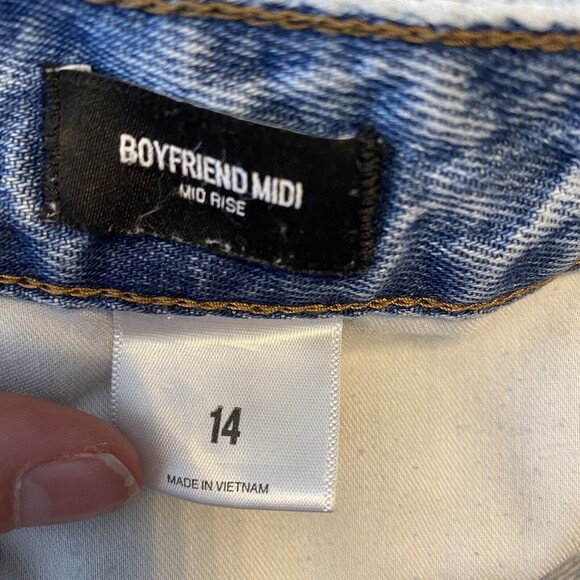 BOYFRIEND MIDI
MID RISE
14
MADE IN VIETNAM